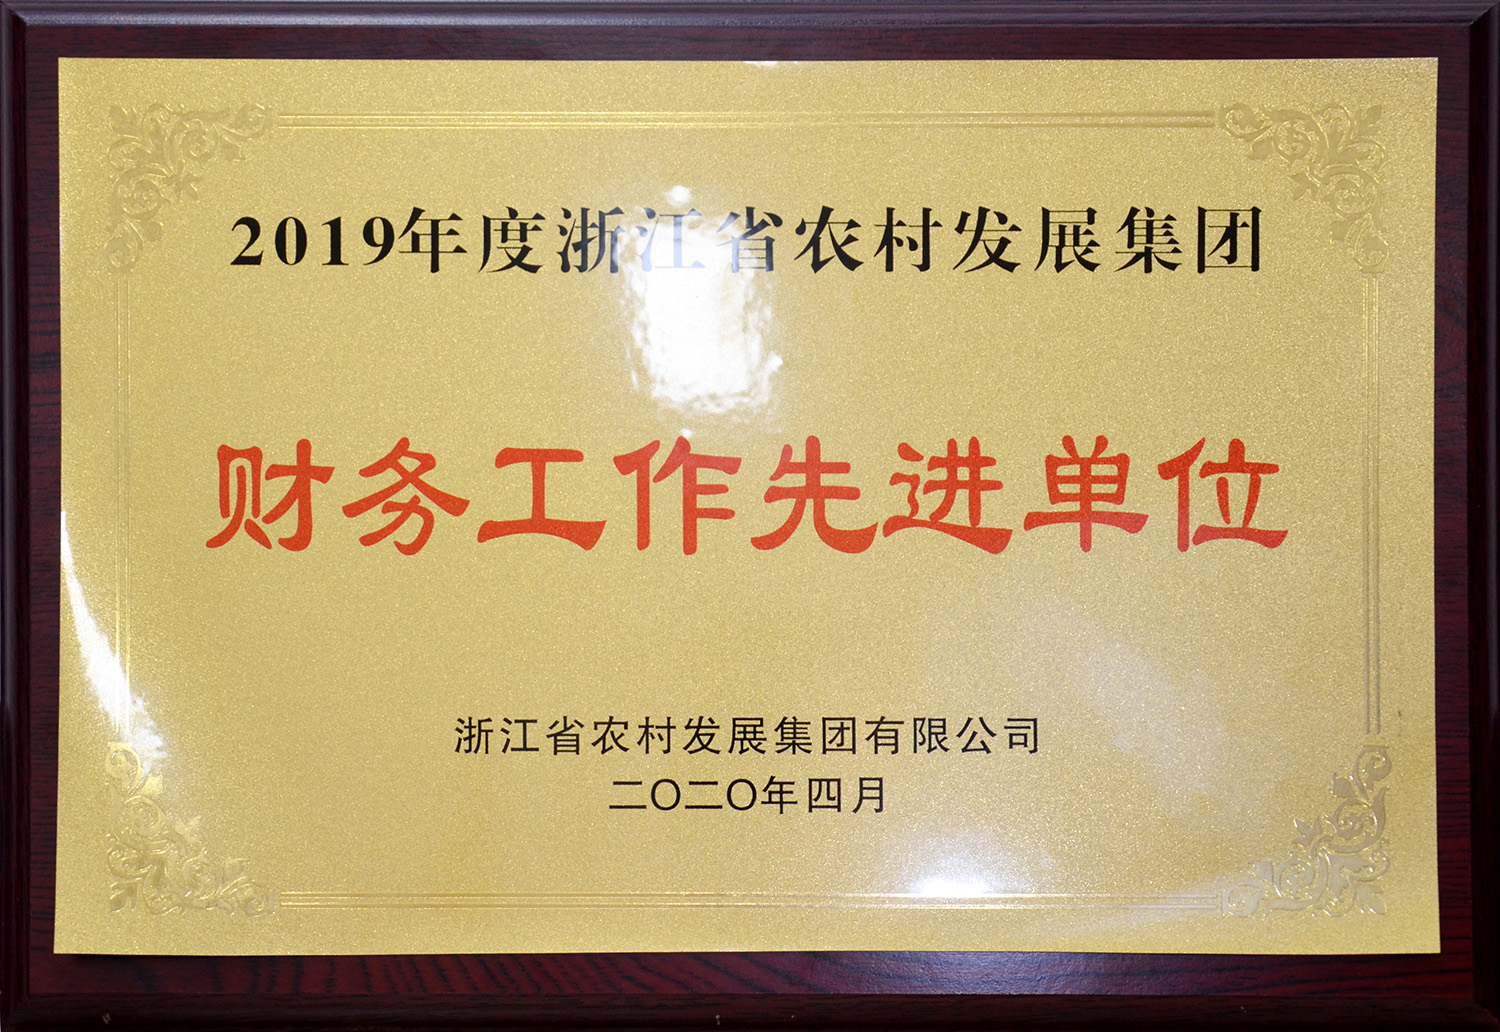 2019年度浙江省农村发展集团
财务工作先进单位
浙江省农村发展集团有限公司
二〇二〇年四月